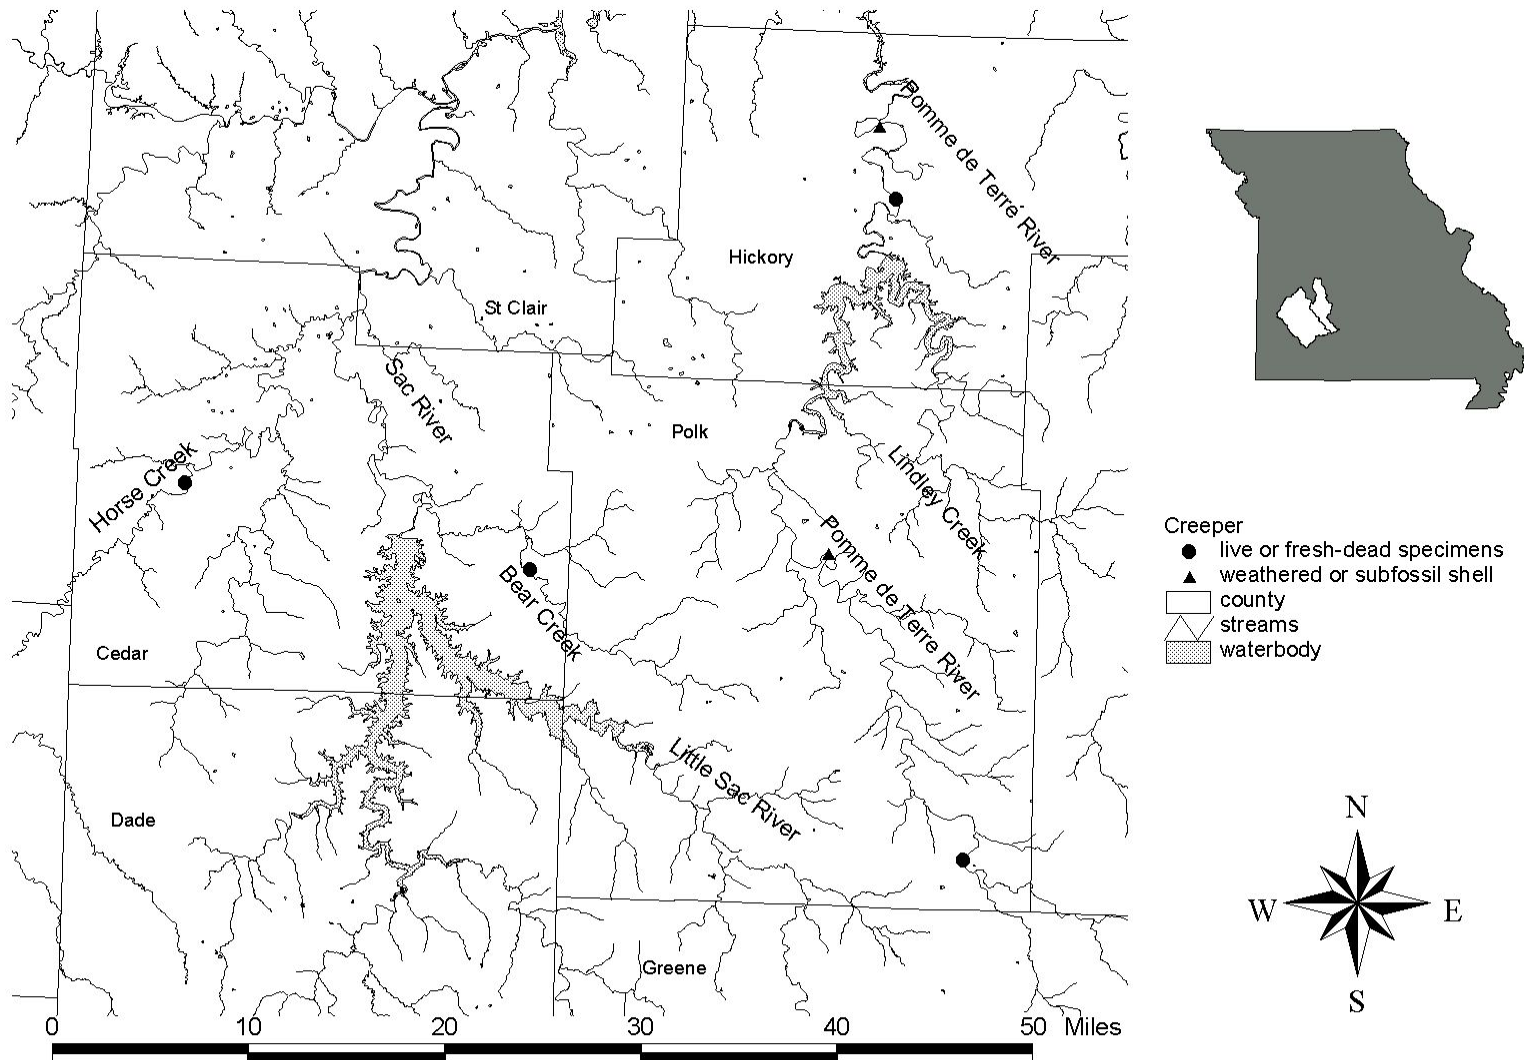 Pomme de Terre River
Hickory
St Clair
Sac River
Polk
Horse Creek
Lindley Creek
Pomme de Terre River
Bear Creek
Cedar
Little Sac River
Dade
Greene
0 10 20 30 40 50 Miles
Creeper
live or fresh-dead specimens
weathered or subfossil shell
county
streams
waterbody
N
W E
S